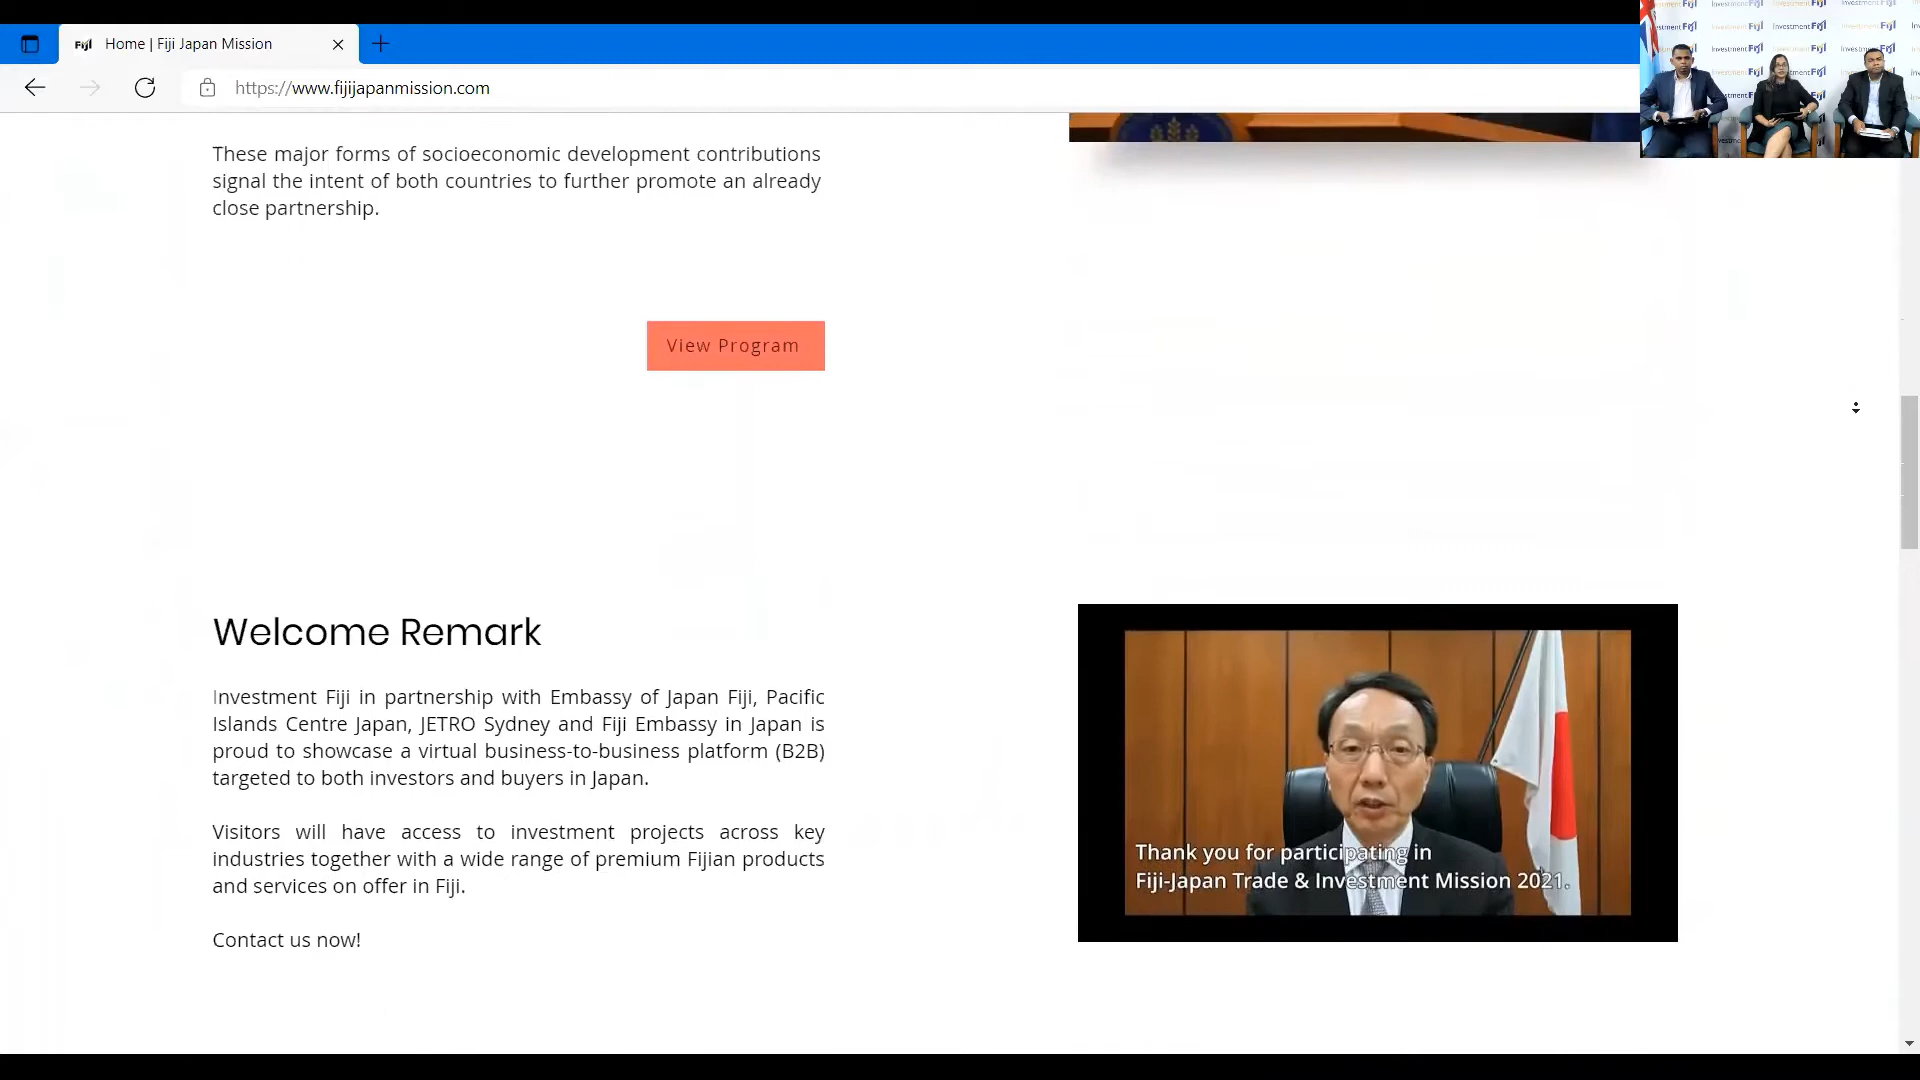 Fiji Home | Fiji Japan Mission
https://www.fijijapanmission.com
Investment Fiji
These major forms of socioeconomic development contributions
signal the intent of both countries to further promote an already
close partnership.
View Program
Welcome Remark
Investment Fiji in partnership with Embassy of Japan Fiji, Pacific
Islands Centre Japan, JETRO Sydney and Fiji Embassy in Japan is
proud to showcase a virtual business-to-business platform (B2B)
targeted to both investors and buyers in Japan.
Visitors will have access to investment projects across key
industries together with a wide range of premium Fijian products
and services on offer in Fiji.
Contact us now!
Thank you for participating in
Fiji-Japan Trade & Investment Mission 2021.